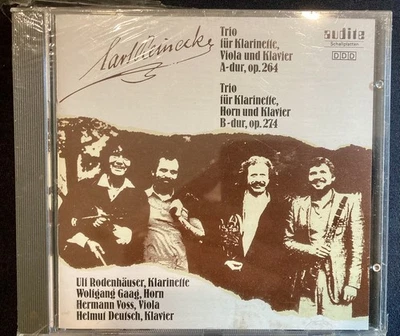 Carl Reinecke
Trio
für Klarinette,
Viola und Klavier
A-dur, op. 264
Trio
für Klarinette,
Horn und Klavier
B-dur, op. 274
audite
Schallplatten
DDD
Uli Rodenhäuser, Klarinette
Wolfgang Gaag, Horn
Hermann Voss, Viola
Helmut Deutsch, Klavier